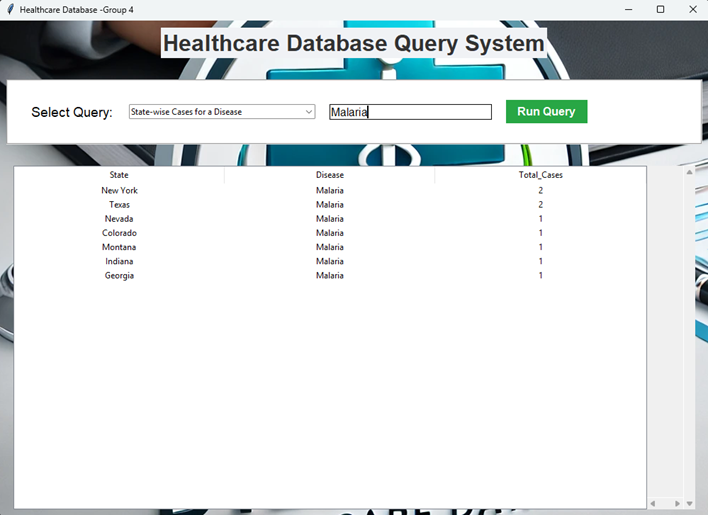 Healthcare Database -Group 4
Healthcare Database Query System
Select Query: State-wise Cases for a Disease Malaria Run Query
State Disease Total_Cases
New York Malaria 2
Texas Malaria 2
Nevada Malaria 1
Colorado Malaria 1
Montana Malaria 1
Indiana Malaria 1
Georgia Malaria 1